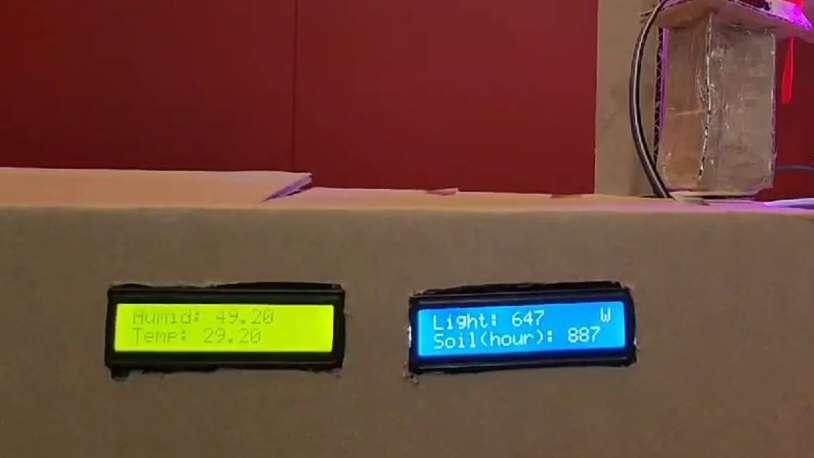 Humid: 49.20
Temp: 29.20
Light: 647 W
Soil(hour): 887